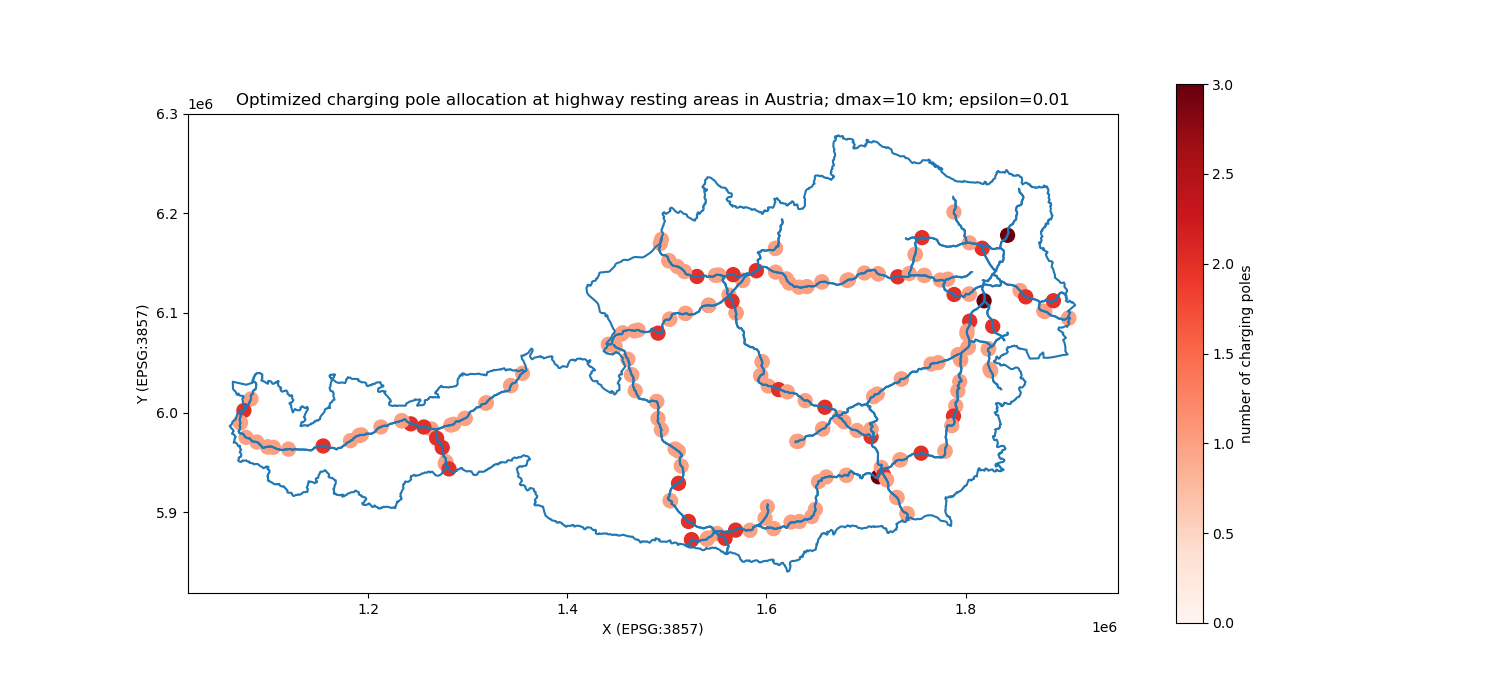 Optimized charging pole allocation at highway resting areas in Austria; dmax=10 km; epsilon=0.01
1e6
6.3
6.2
6.1
6.0
5.9
Y (EPSG:3857)
1.2
1.4
1.6
1.8
1e6
X (EPSG:3857)
3.0
2.5
2.0
1.5
1.0
0.5
0.0
number of charging poles